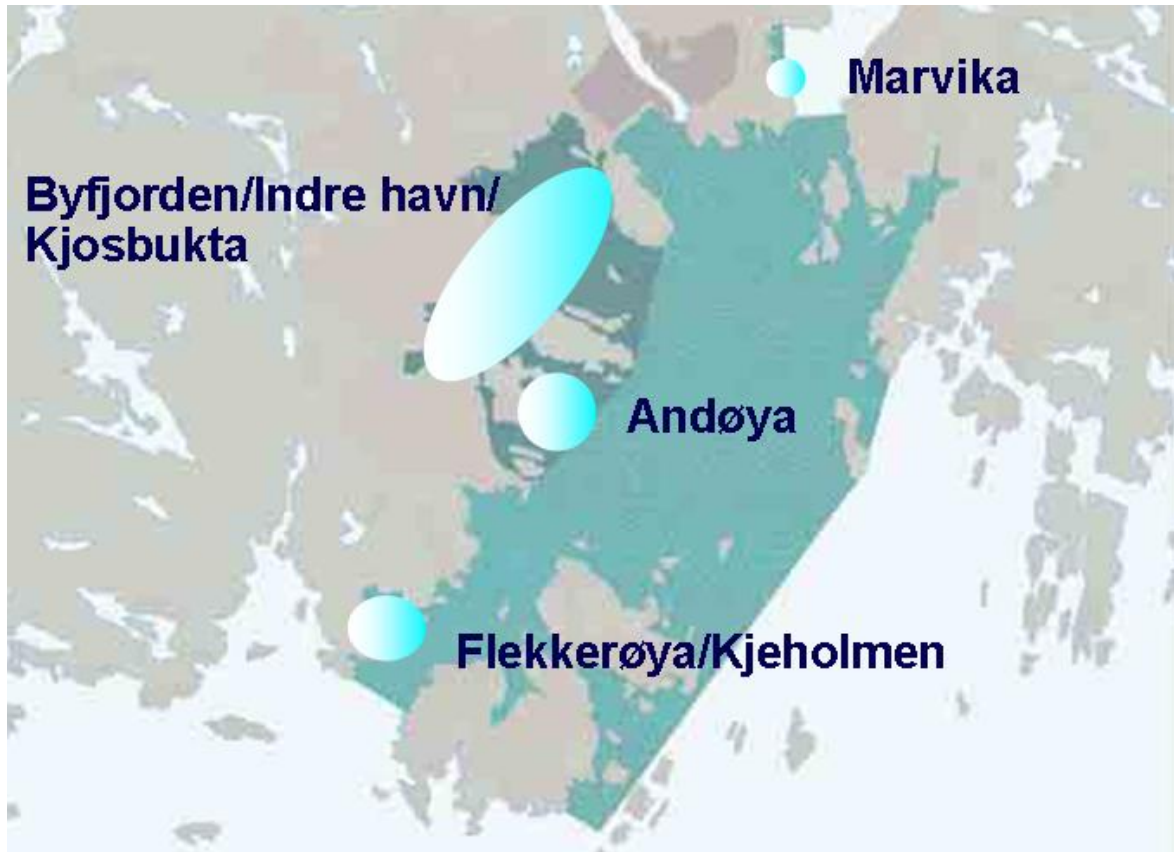 Marvika
Byfjorden/Indre havn/
Kjosbukta
Andøya
Flekkerøya/Kjeholmen